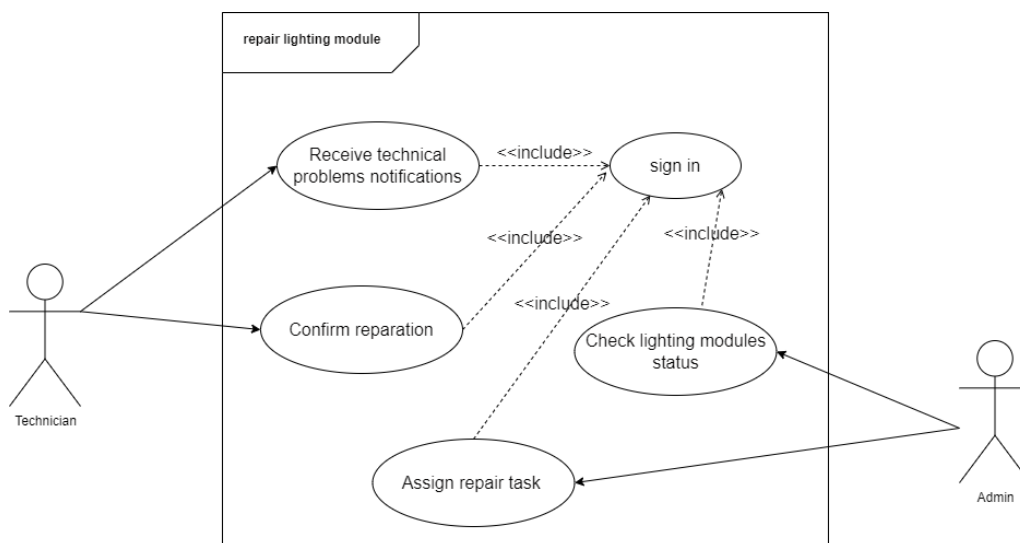 repair lighting module
Receive technical
problems notifications
<<include>>
sign in
<<include>>
<<include>>
<<include>>
Confirm reparation
Check lighting modules
status
Technician
Assign repair task
Admin